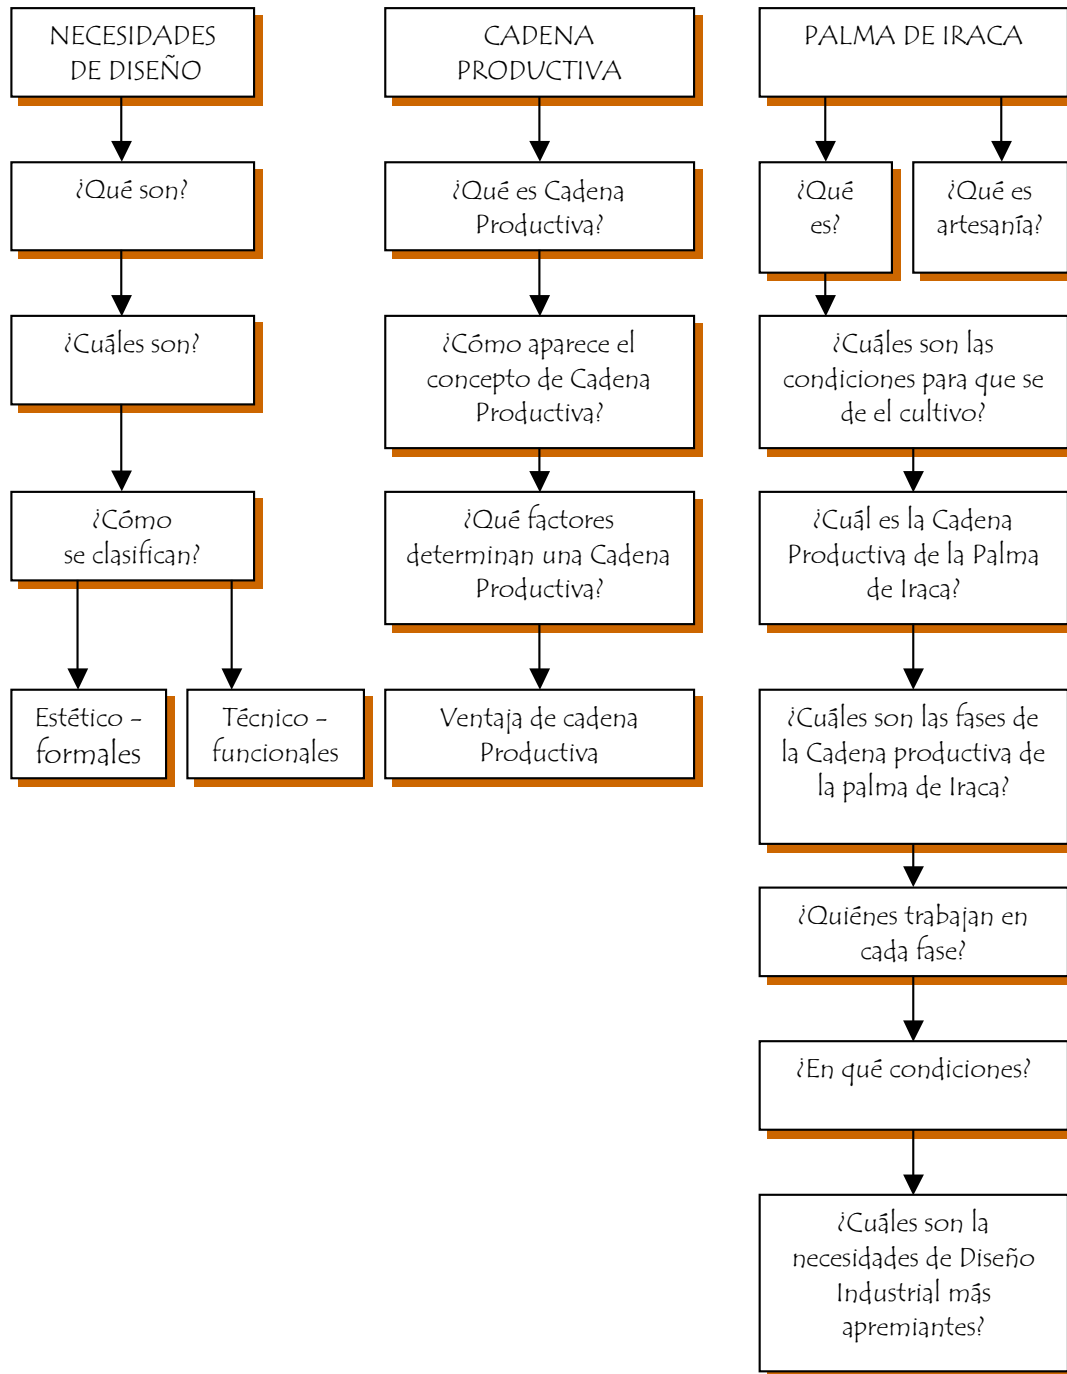 NECESIDADES
DE DISEÑO
¿Qué son?
¿Cuáles son?
¿Cómo
se clasifican?
Estético -
formales
Técnico -
funcionales
CADENA
PRODUCTIVA
¿Qué es Cadena
Productiva?
¿Cómo aparece el
concepto de Cadena
Productiva?
¿Qué factores
determinan una Cadena
Productiva?
Ventaja de cadena
Productiva
PALMA DE IRACA
¿Qué
es?
¿Qué es
artesanía?
¿Cuáles son las
condiciones para que se
de el cultivo?
¿Cuál es la Cadena
Productiva de la Palma
de Iraca?
¿Cuáles son las fases de
la Cadena productiva de
la palma de Iraca?
¿Quiénes trabajan en
cada fase?
¿En qué condiciones?
¿Cuáles son la
necesidades de Diseño
Industrial más
apremiantes?